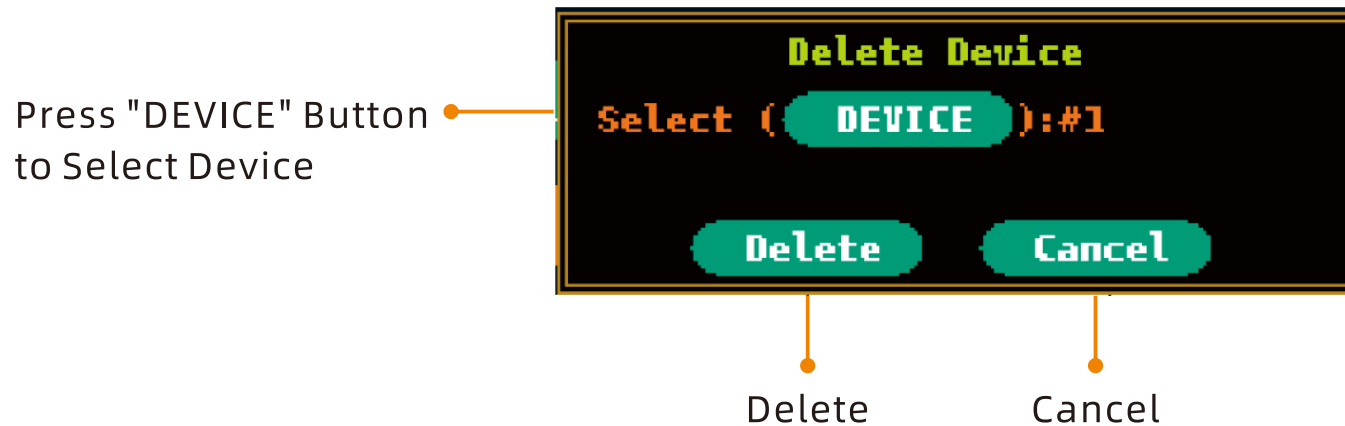 Delete Device
Press "DEVICE" Button
to Select Device
Select ( DEVICE ):#1
Delete Cancel
Delete Cancel